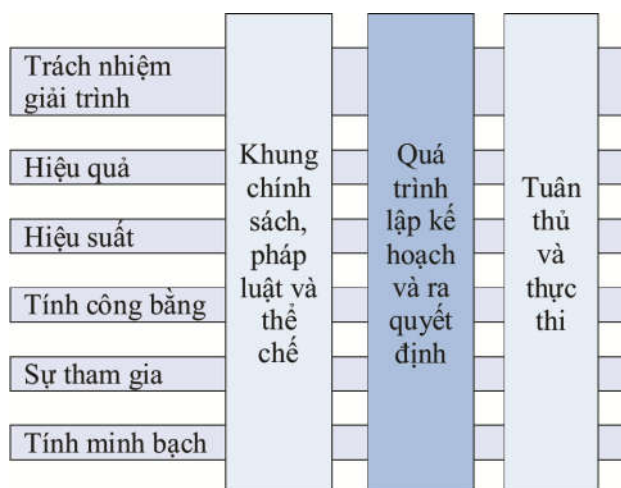 Trách nhiệm
giải trình
Hiệu quả
Hiệu suất
Tính công bằng
Sự tham gia
Tính minh bạch
Khung
chính
sách,
pháp
luật và
thể
chế
Quá
trình
lập kế
hoạch
và ra
quyết
định
Tuân
thủ
và
thực
thi